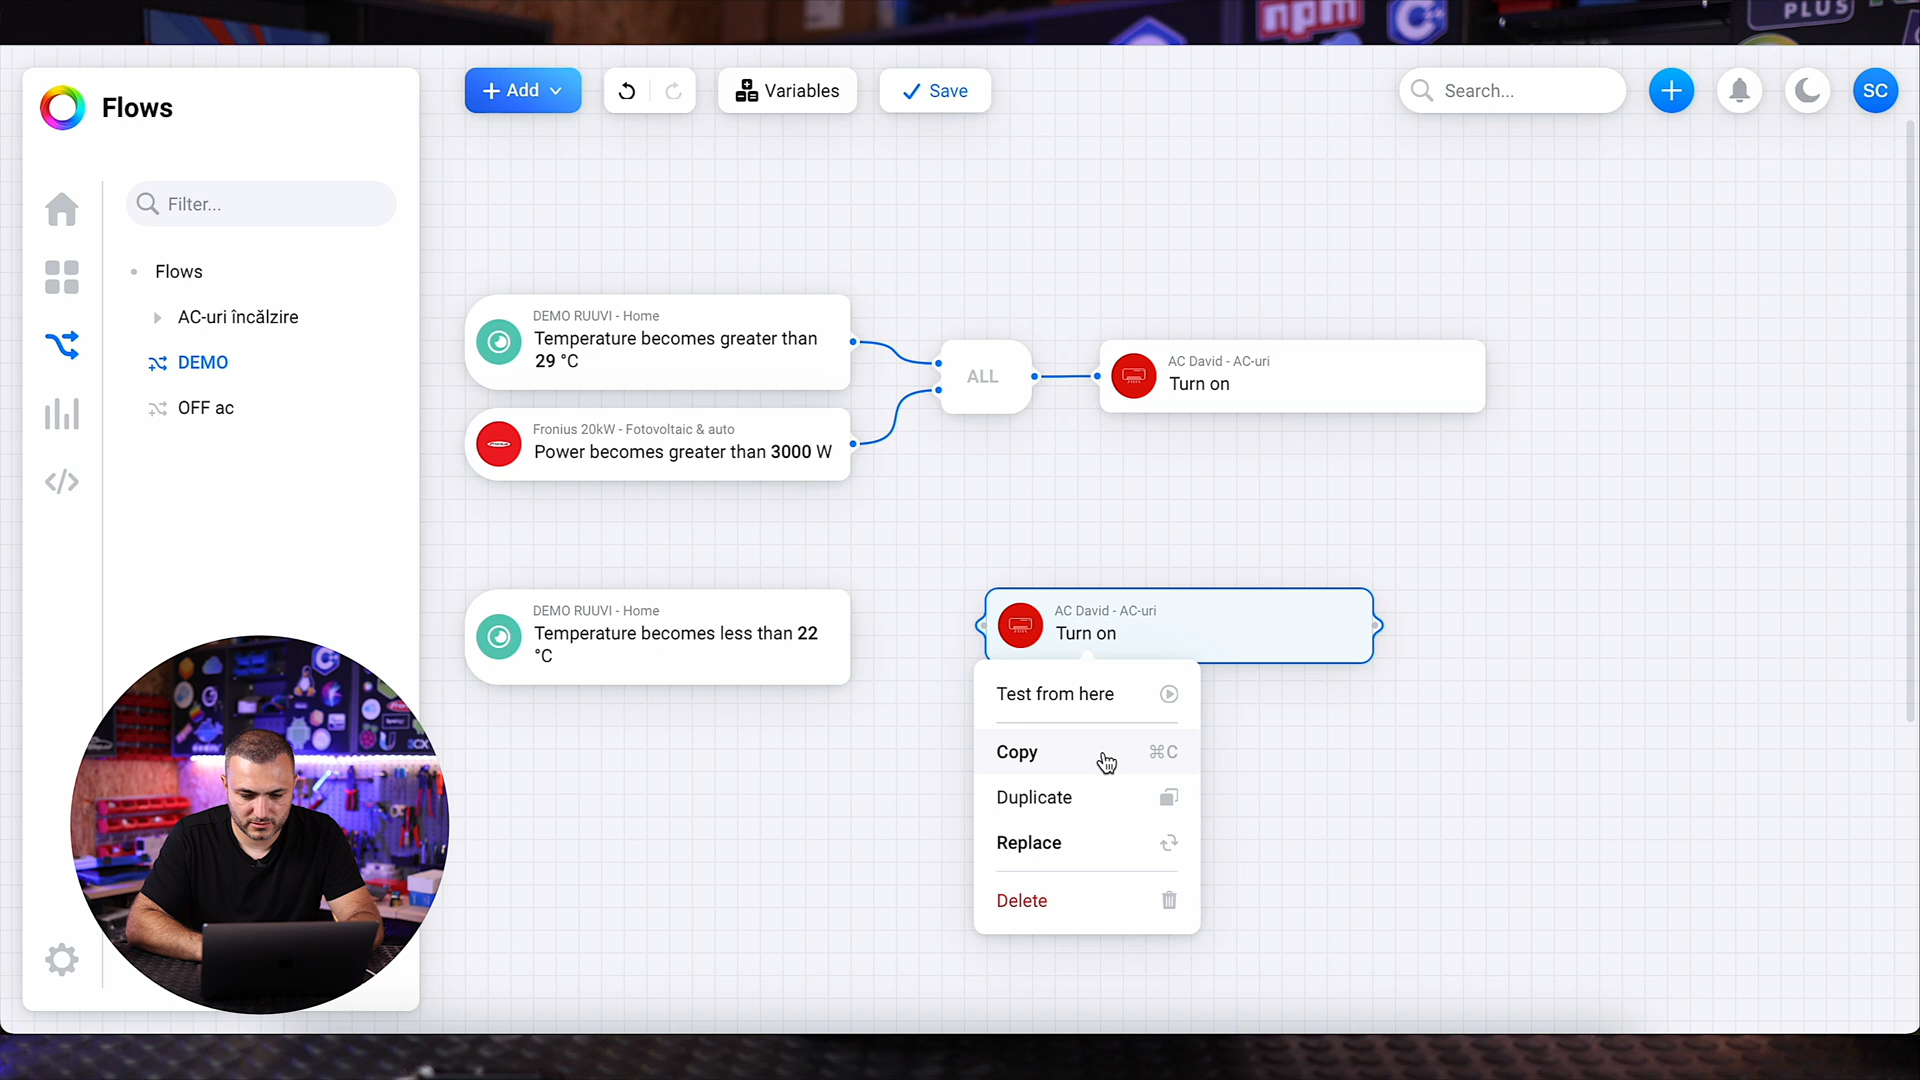 npm
PLUS
Flows
+ Add
Variables
Save
Search...
SC
Filter...
Flows
AC-uri încălzire
DEMO
OFF ac
DEMO RUUVI - Home
Temperature becomes greater than
29 °C
Fronius 20kW - Fotovoltaic & auto
Power becomes greater than 3000 W
ALL
AC David - AC-uri
Turn on
DEMO RUUVI - Home
Temperature becomes less than 22
°C
AC David - AC-uri
Turn on
Test from here
Copy ⌘C
Duplicate
Replace
Delete